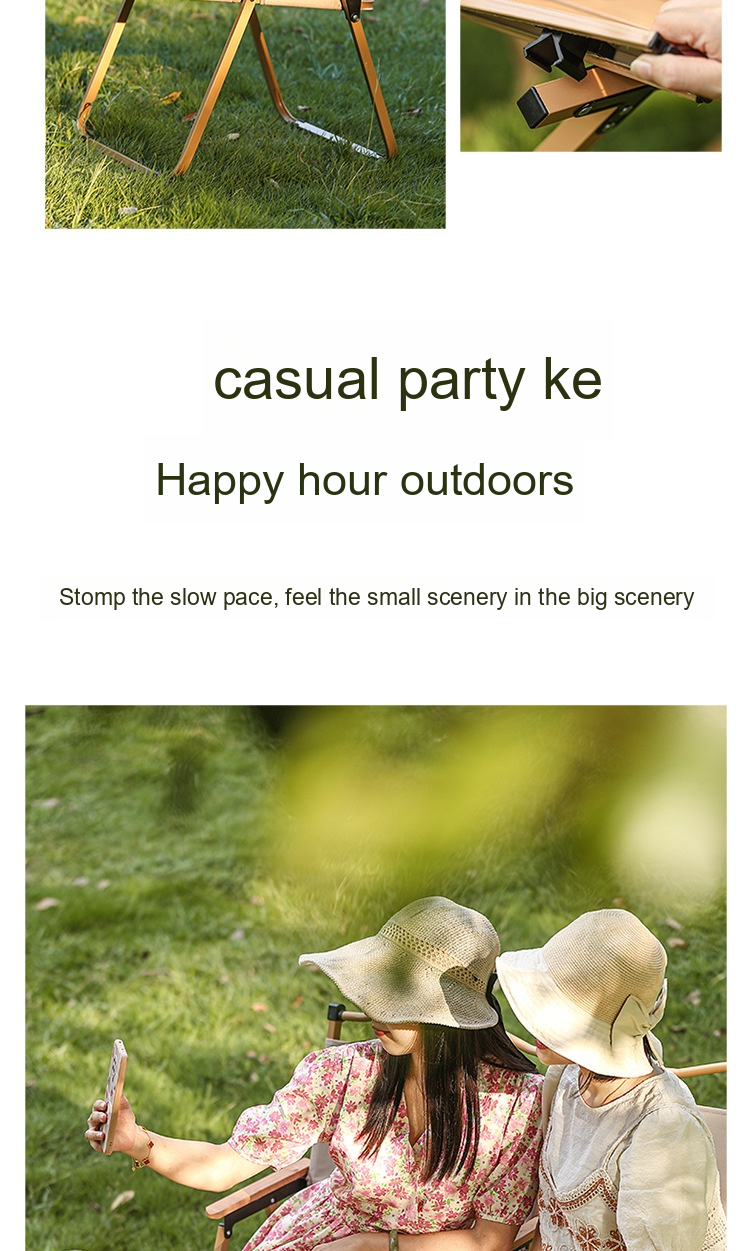 casual party ke
Happy hour outdoors
Stomp the slow pace, feel the small scenery in the big scenery